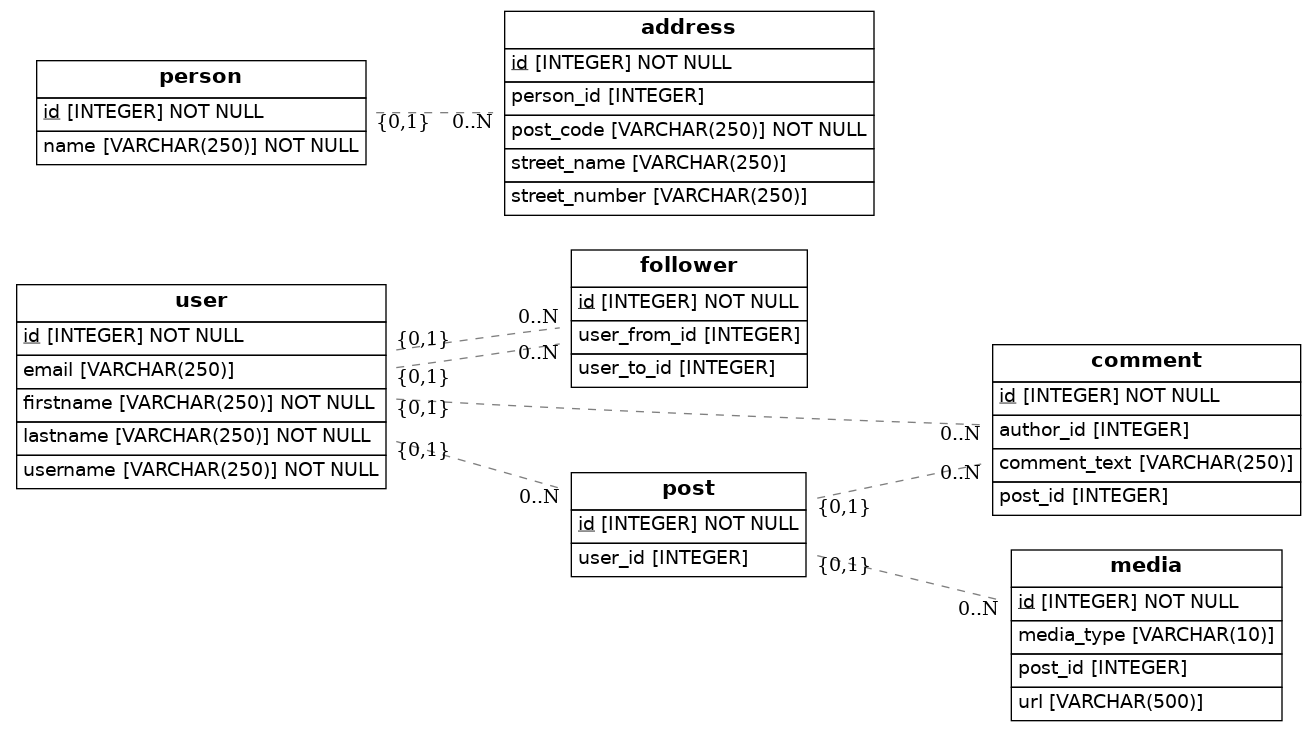 person
id [INTEGER] NOT NULL
name [VARCHAR(250)] NOT NULL
{0,1} 0..N
address
id [INTEGER] NOT NULL
person_id [INTEGER]
post_code [VARCHAR(250)] NOT NULL
street_name [VARCHAR(250)]
street_number [VARCHAR(250)]
user
id [INTEGER] NOT NULL
email [VARCHAR(250)]
firstname [VARCHAR(250)] NOT NULL
lastname [VARCHAR(250)] NOT NULL
username [VARCHAR(250)] NOT NULL
{0,1} 0..N
{0,1} 0..N
{0,1} 0..N
{0,1} 0..N
follower
id [INTEGER] NOT NULL
user_from_id [INTEGER]
user_to_id [INTEGER]
post
id [INTEGER] NOT NULL
user_id [INTEGER]
{0,1} 0..N
{0,1} 0..N
comment
id [INTEGER] NOT NULL
author_id [INTEGER]
comment_text [VARCHAR(250)]
post_id [INTEGER]
media
id [INTEGER] NOT NULL
media_type [VARCHAR(10)]
post_id [INTEGER]
url [VARCHAR(500)]